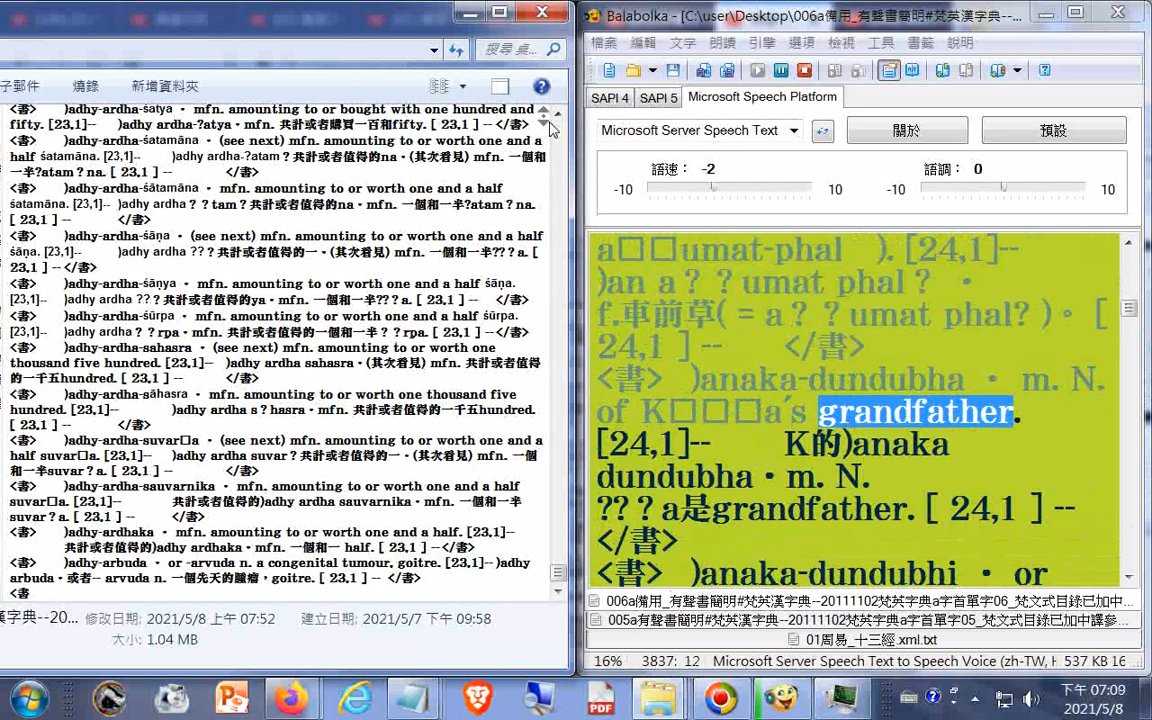 搜尋 桌...
子郵件 燒錄 新增資料夾
<書> )adhy-ardha-śatya · mfn. amounting to or bought with one hundred and
fifty. [23,1]-- )adhy ardha-?atya · mfn. 共計或者購買一百和fifty. [ 23,1 ] -- </書>
<書> )adhy-ardha-śatamāna · (see next) mfn. amounting to or worth one and a
half śatamāna. [23,1]-- )adhy ardha-?atam ? 共計或者值得的na · (其次看見) mfn. 一個和
一半?atam ? na. [ 23,1 ] -- </書>
<書> )adhy-ardha-śātamāna · mfn. amounting to or worth one and a half
śatamāna. [23,1]-- )adhy ardha ? ? tam ? 共計或者值得的na · mfn. 一個和一半?atam ? na.
[ 23,1 ] -- </書>
<書> )adhy-ardha-śāṇa · (see next) mfn. amounting to or worth one and a half
śāṇa. [23,1]-- )adhy ardha ??? 共計或者值得的一 · (其次看見) mfn. 一個和一半??? a. [
23,1 ] -- </書>
<書> )adhy-ardha-śāṇya · mfn. amounting to or worth one and a half śāṇa.
[23,1]-- )adhy ardha ??? 共計或者值得的ya · mfn. 一個和一半??? a. [ 23,1 ] -- </書>
<書> )adhy-ardha-śūrpa · mfn. amounting to or worth one and a half śūrpa.
[23,1]-- )adhy ardha ? ? rpa · mfn. 共計或者值得的一個和一半 ? ? rpa. [ 23,1 ] -- </書>
<書> )adhy-ardha-sahasra · (see next) mfn. amounting to or worth one
thousand five hundred. [23,1]-- )adhy ardha sahasra · (其次看見) mfn. 共計或者值得
的一千五hundred. [ 23,1 ] -- </書>
<書> )adhy-ardha-sāhasra · mfn. amounting to or worth one thousand five
hundred. [23,1]-- )adhy ardha s ? hasra · mfn. 共計或者值得的一千五hundred.
[ 23,1 ] -- </書>
<書> )adhy-ardha-suvar□a · (see next) mfn. amounting to or worth one and a
half suvar□a. [23,1]-- )adhy ardha suvar ? 共計或者值得的一 · (其次看見) mfn. 一個
和一半suvar ? a. [ 23,1 ] -- </書>
<書> )adhy-ardha-sauvarnika · mfn. amounting to or worth one and a half
suvar□a. [23,1]-- 共計或者值得的)adhy ardha sauvarnika · mfn. 一個和一半
suvar ? a. [ 23,1 ] -- </書>
<書> )adhy-ardhaka · mfn. amounting to or worth one and a half. [23,1]--
共計或者值得的)adhy ardhaka · mfn. 一個和一 half. [ 23,1 ] -- </書>
<書> )adhy-arbuda · or -arvuda n. a congenital tumour, goitre. [23,1]--)adhy
arbuda · 或者-- arvuda n. 一個先天的腫瘤，goitre. [ 23,1 ] -- </書>
<書
漢字典--20... 修改日期: 2021/5/8 上午 07:52 建立日期: 2021/5/7 下午 09:58
大小: 1.04 MB
Balabolka - [C:\user\Desktop\006a備用_有聲書簡明#梵英漢字典--...
檔案 編輯 文字 朗讀 引擎 選項 檢視 工具 書籤 說明
SAPI 4 SAPI 5 Microsoft Speech Platform
Microsoft Server Speech Text 關於 預設
語速: -2 語調: 0
-10 10 -10 10
a□□umat-phal ). [24,1]--
)an a ? ? umat phal ? ·
f.車前草( = a ? ? umat phal? )。 [
24,1 ] -- </書>
<書> )anaka-dundubha · m. N.
of K□□□a´s grandfather.
[24,1]-- K的)anaka
dundubha · m. N.
?? ? a是grandfather. [ 24,1 ] --
</書>
<書> )anaka-dundubhi · or
006a備用_有聲書簡明#梵英漢字典--20111102梵英字典a字首單字06_梵文式目錄已加中...
005a有聲書簡明#梵英漢字典--20111102梵英字典a字首單字05_梵文式目錄已加中譯參...
01周易_十三經.xml.txt
16% 3837: 12 Microsoft Server Speech Text to Speech Voice (zh-TW, H 537 KB 16
PDF
下午 07:09
2021/5/8